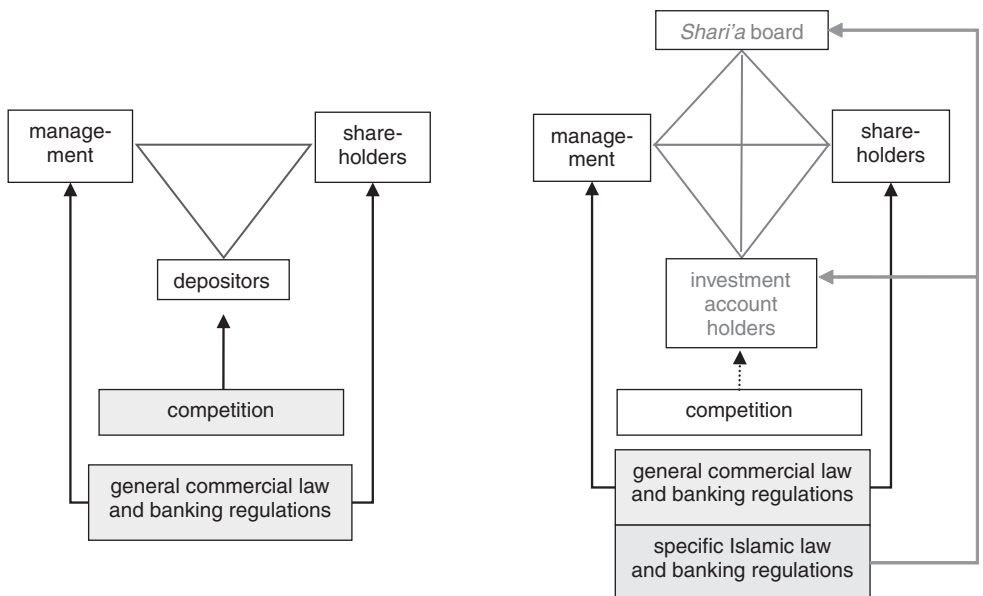 manage-
ment
share-
holders
depositors
competition
general commercial law
and banking regulations
Shari'a board
manage-
ment
share-
holders
investment
account
holders
competition
general commercial law
and banking regulations
specific Islamic law
and banking regulations